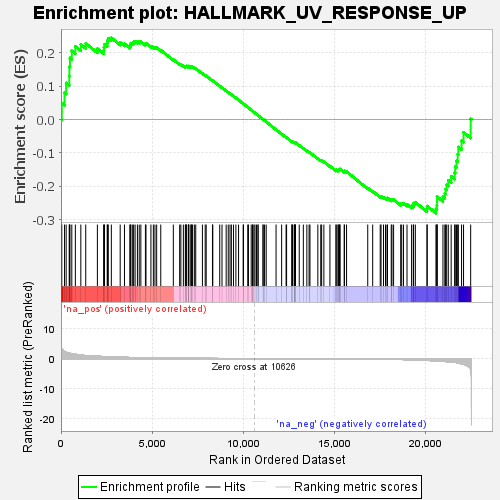 Enrichment plot: HALLMARK_UV_RESPONSE_UP
Enrichment score (ES)
0.2
0.1
0.0
-0.1
-0.2
-0.3
'na_pos' (positively correlated)
Ranked list metric (PreRanked)
10
0
-10
-20
Zero cross at 10626
'na_neg' (negatively correlated)
0
5,000
10,000
15,000
20,000
Rank in Ordered Dataset
Enrichment profile
Hits
Ranking metric scores